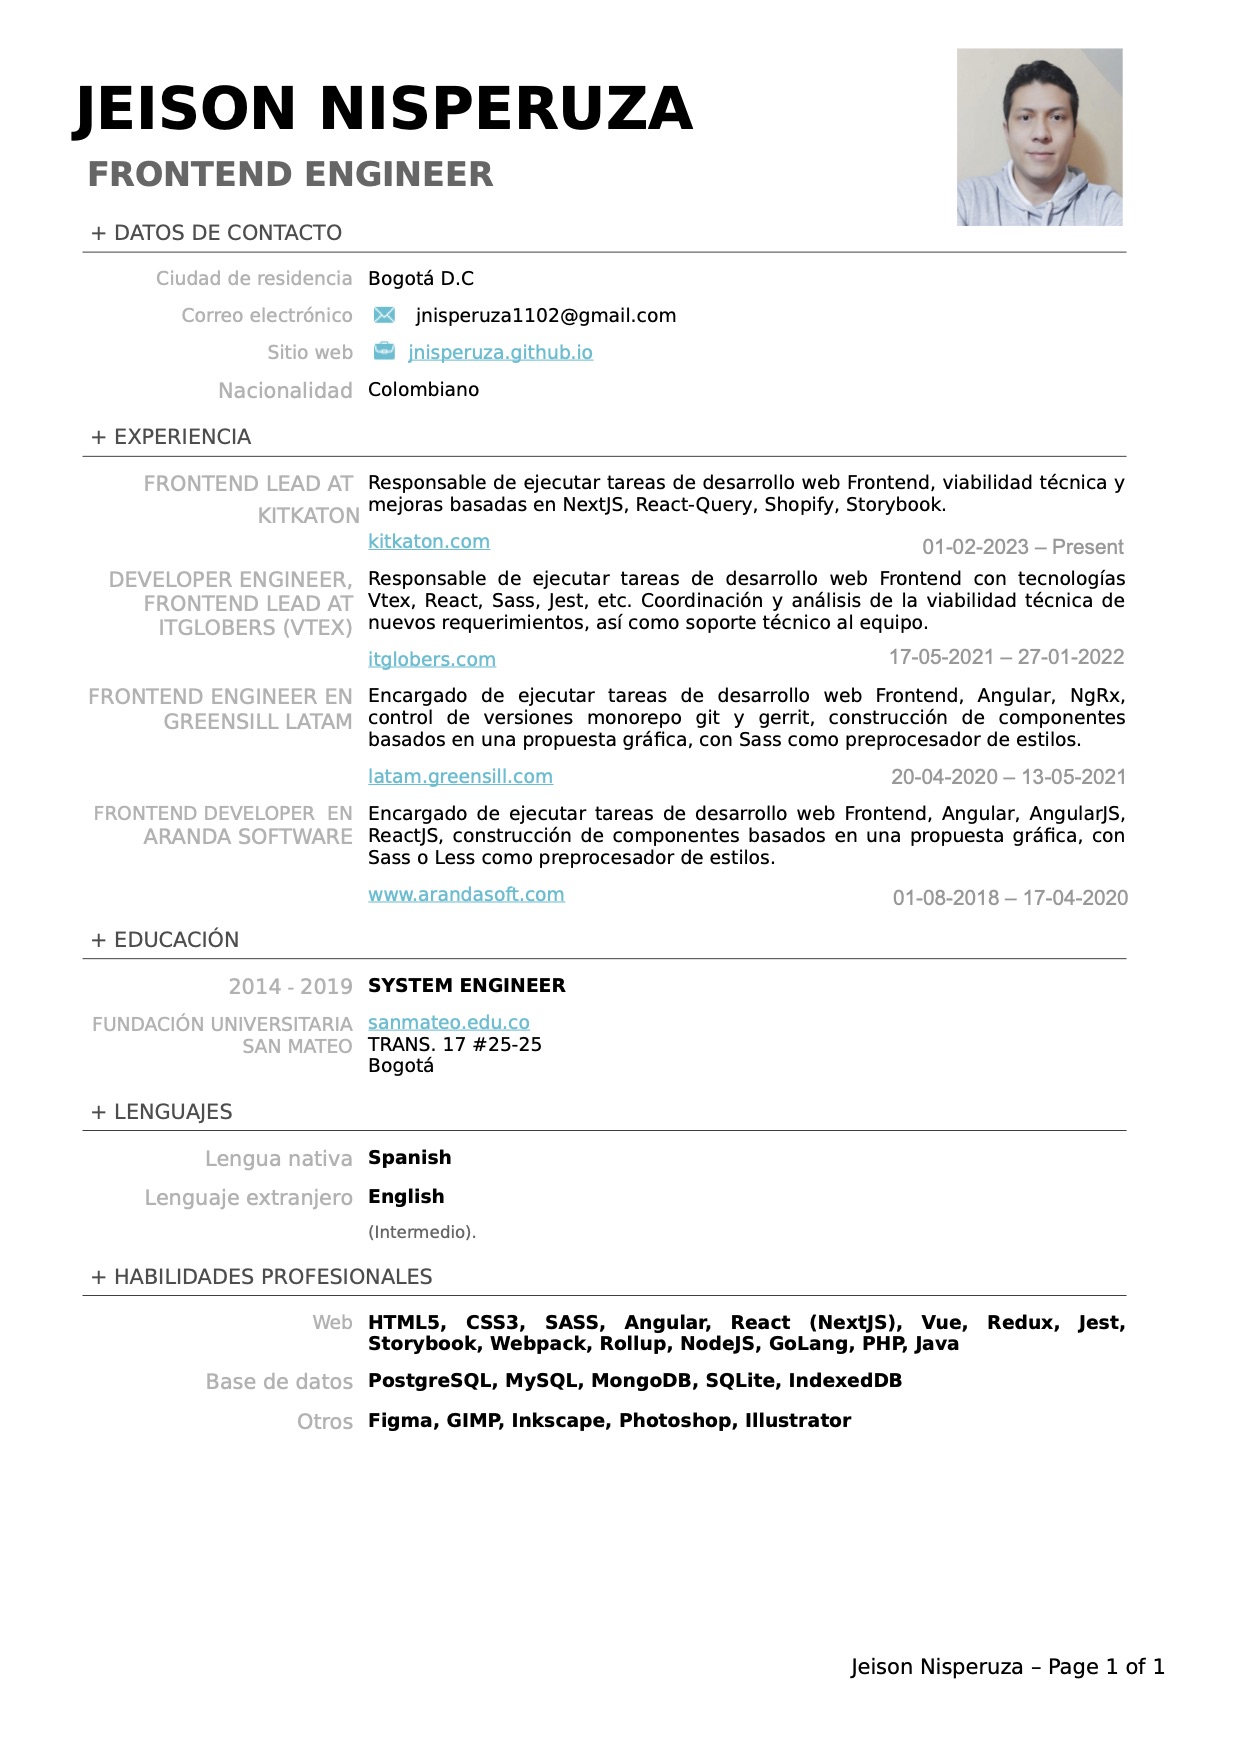 JEISON NISPERUZA
FRONTEND ENGINEER
+ DATOS DE CONTACTO
Ciudad de residencia Bogotá D.C
Correo electrónico jnisperuza1102@gmail.com
Sitio web jnisperuza.github.io
Nacionalidad Colombiano
+ EXPERIENCIA
FRONTEND LEAD AT
KITKATON
Responsable de ejecutar tareas de desarrollo web Frontend, viabilidad técnica y
mejoras basadas en NextJS, React-Query, Shopify, Storybook.
kitkaton.com 01-02-2023 – Present
DEVELOPER ENGINEER,
FRONTEND LEAD AT
ITGLOBERS (VTEX)
Responsable de ejecutar tareas de desarrollo web Frontend con tecnologías
Vtex, React, Sass, Jest, etc. Coordinación y análisis de la viabilidad técnica de
nuevos requerimientos, así como soporte técnico al equipo.
itglobers.com 17-05-2021 – 27-01-2022
FRONTEND ENGINEER EN
GREENSILL LATAM
Encargado de ejecutar tareas de desarrollo web Frontend, Angular, NgRx,
control de versiones monorepo git y gerrit, construcción de componentes
basados en una propuesta gráfica, con Sass como preprocesador de estilos.
latam.greensill.com 20-04-2020 – 13-05-2021
FRONTEND DEVELOPER EN
ARANDA SOFTWARE
Encargado de ejecutar tareas de desarrollo web Frontend, Angular, AngularJS,
ReactJS, construcción de componentes basados en una propuesta gráfica, con
Sass o Less como preprocesador de estilos.
www.arandasoft.com 01-08-2018 – 17-04-2020
+ EDUCACIÓN
2014 - 2019 SYSTEM ENGINEER
FUNDACIÓN UNIVERSITARIA
SAN MATEO
sanmateo.edu.co
TRANS. 17 #25-25
Bogotá
+ LENGUAJES
Lengua nativa Spanish
Lenguaje extranjero English
(Intermedio).
+ HABILIDADES PROFESIONALES
Web HTML5, CSS3, SASS, Angular, React (NextJS), Vue, Redux, Jest,
Storybook, Webpack, Rollup, NodeJS, GoLang, PHP, Java
Base de datos PostgreSQL, MySQL, MongoDB, SQLite, IndexedDB
Otros Figma, GIMP, Inkscape, Photoshop, Illustrator
Jeison Nisperuza – Page 1 of 1